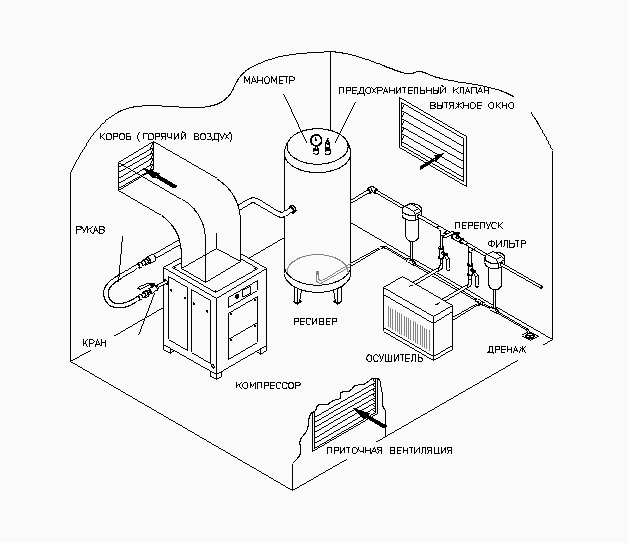 МАНОМЕТР
ПРЕДОХРАНИТЕЛЬНЫЙ КЛАПАН
ВЫТЯЖНОЕ ОКНО
КОРОБ (ГОРЯЧИЙ ВОЗДУХ)
РУКАВ
ПЕРЕПУСК
ФИЛЬТР
РЕСИВЕР
КРАН
ОСУШИТЕЛЬ
ДРЕНАЖ
КОМПРЕССОР
ПРИТОЧНАЯ ВЕНТИЛЯЦИЯ